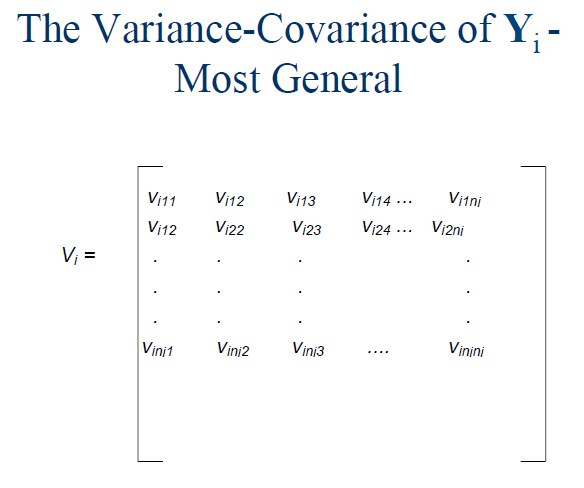 The Variance-Covariance of Yi -
Most General
Vi11 Vi12 Vi13 Vi14 ... Vi1ni
Vi12 Vi22 Vi23 Vi24 ... Vi2ni
Vi =
. . . .
. . . .
. . . .
Vini1 Vini2 Vini3 .... Vinini